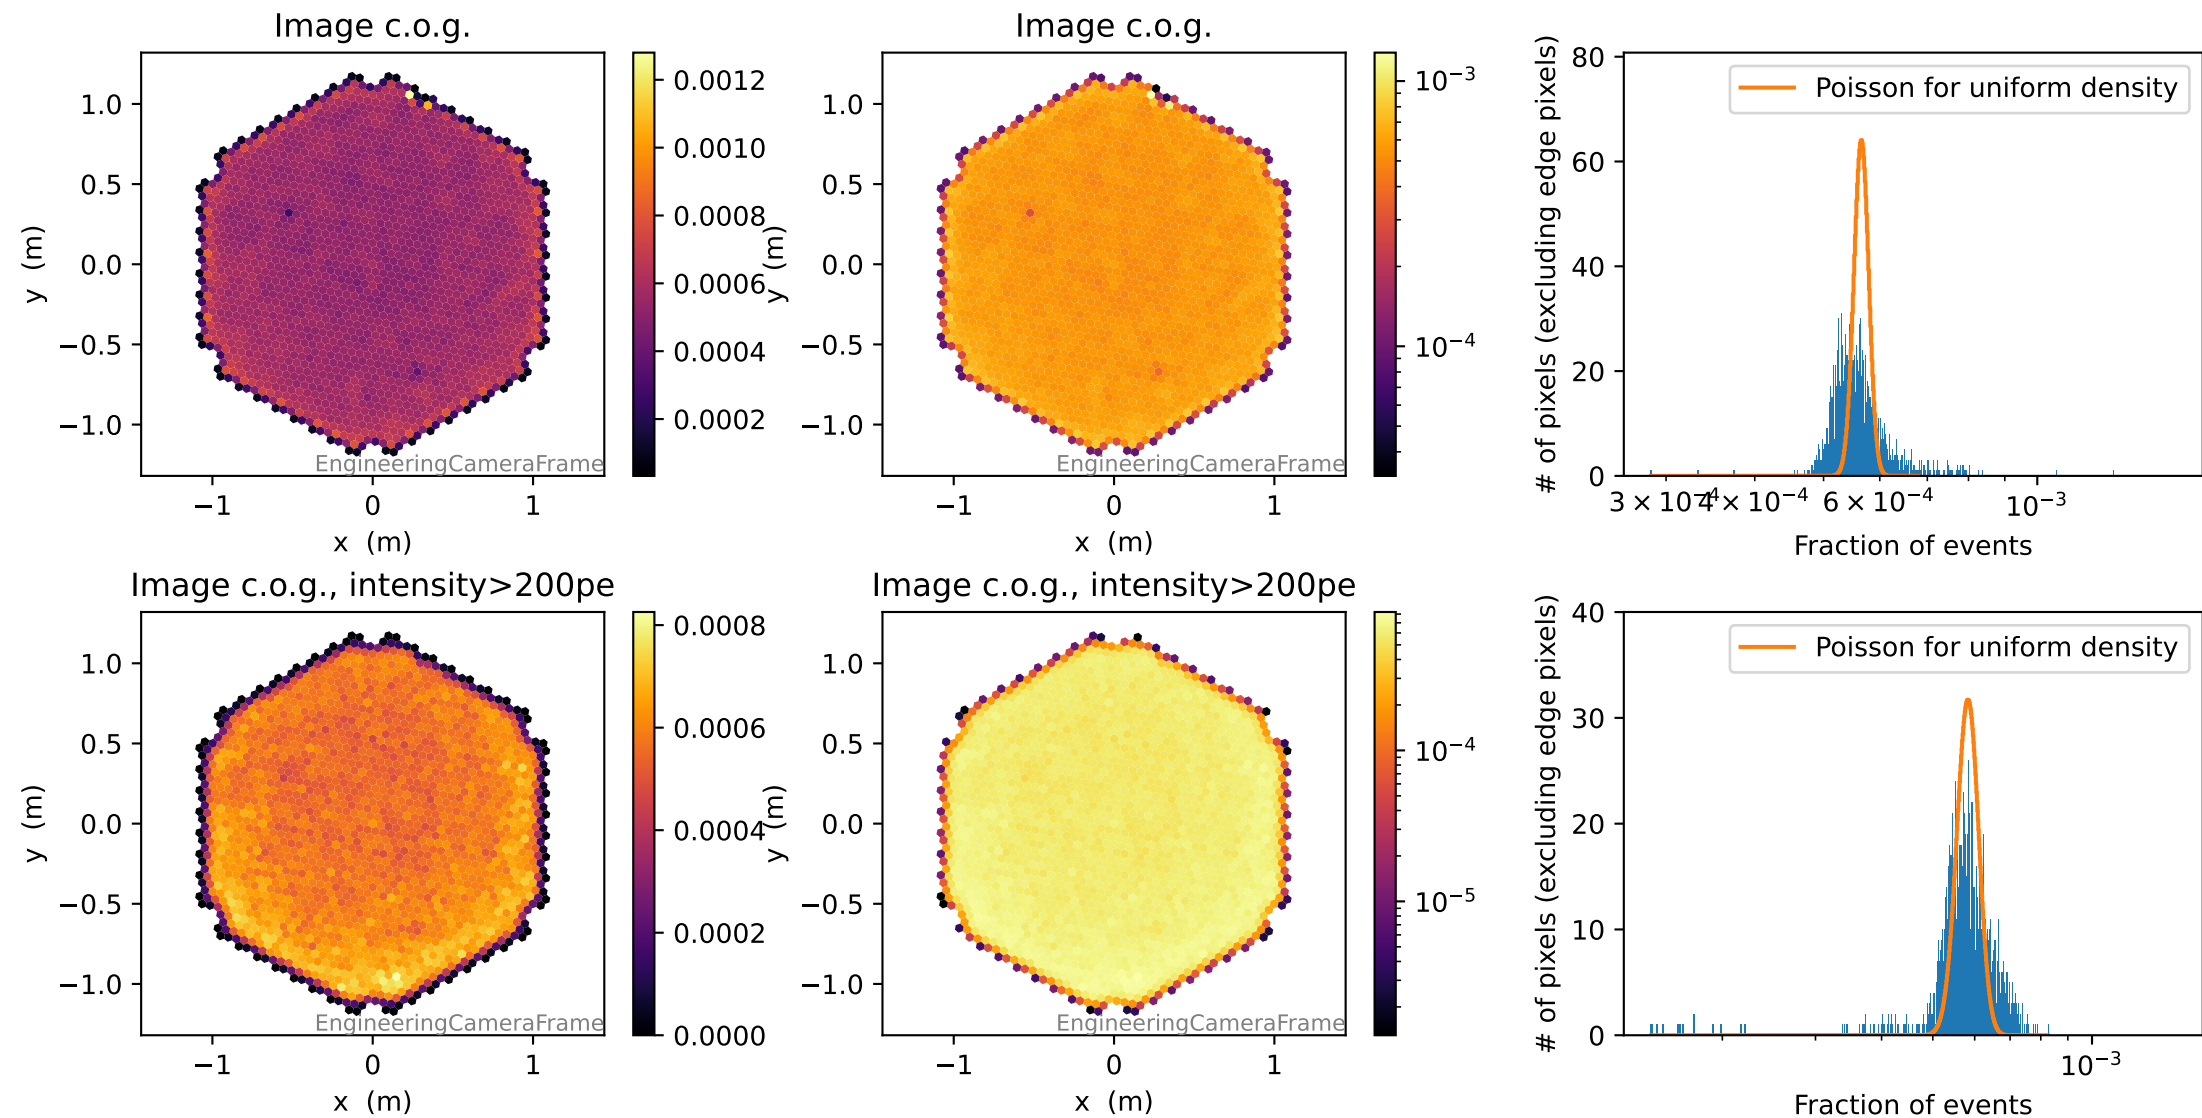 Image c.o.g.
1.0
0.5
0.0
−0.5
−1.0
y (m)
−1
0
1
x (m)
EngineeringCameraFrame
0.0012
0.0010
0.0008
0.0006
0.0004
0.0002
Image c.o.g.
1.0
0.5
0.0
−0.5
−1.0
y (m)
−1
0
1
x (m)
EngineeringCameraFrame
10⁻³
10⁻⁴
Poisson for uniform density
# of pixels (excluding edge pixels)
80
60
40
20
0
3 × 10⁻⁴
4 × 10⁻⁴
6 × 10⁻⁴
10⁻³
Fraction of events
Image c.o.g., intensity>200pe
1.0
0.5
0.0
−0.5
−1.0
y (m)
−1
0
1
x (m)
EngineeringCameraFrame
0.0008
0.0006
0.0004
0.0002
0.0000
Image c.o.g., intensity>200pe
1.0
0.5
0.0
−0.5
−1.0
y (m)
−1
0
1
x (m)
EngineeringCameraFrame
10⁻⁴
10⁻⁵
Poisson for uniform density
# of pixels (excluding edge pixels)
40
30
20
10
0
10⁻³
Fraction of events